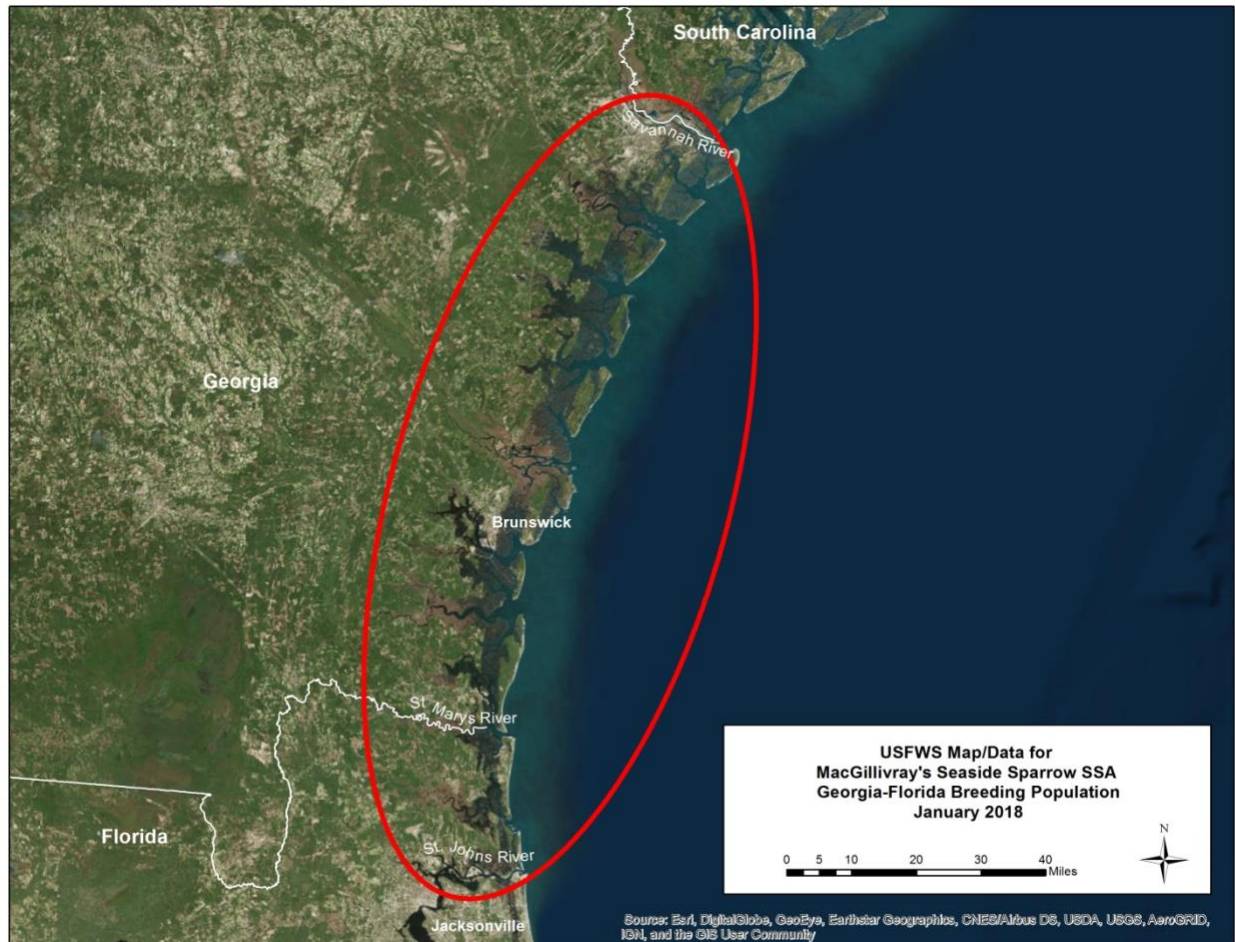 South Carolina
Savannah River
Georgia
Brunswick
St. Marys River
Florida
St. Johns River
Jacksonville
USFWS Map/Data for
MacGillivray's Seaside Sparrow SSA
Georgia-Florida Breeding Population
January 2018
N
0 5 10 20 30 40
Miles
Source: Esri, DigitalGlobe, GeoEye, Earthstar Geographics, CNES/Airbus DS, USDA, USGS, AeroGRID,
IGN, and the GIS User Community